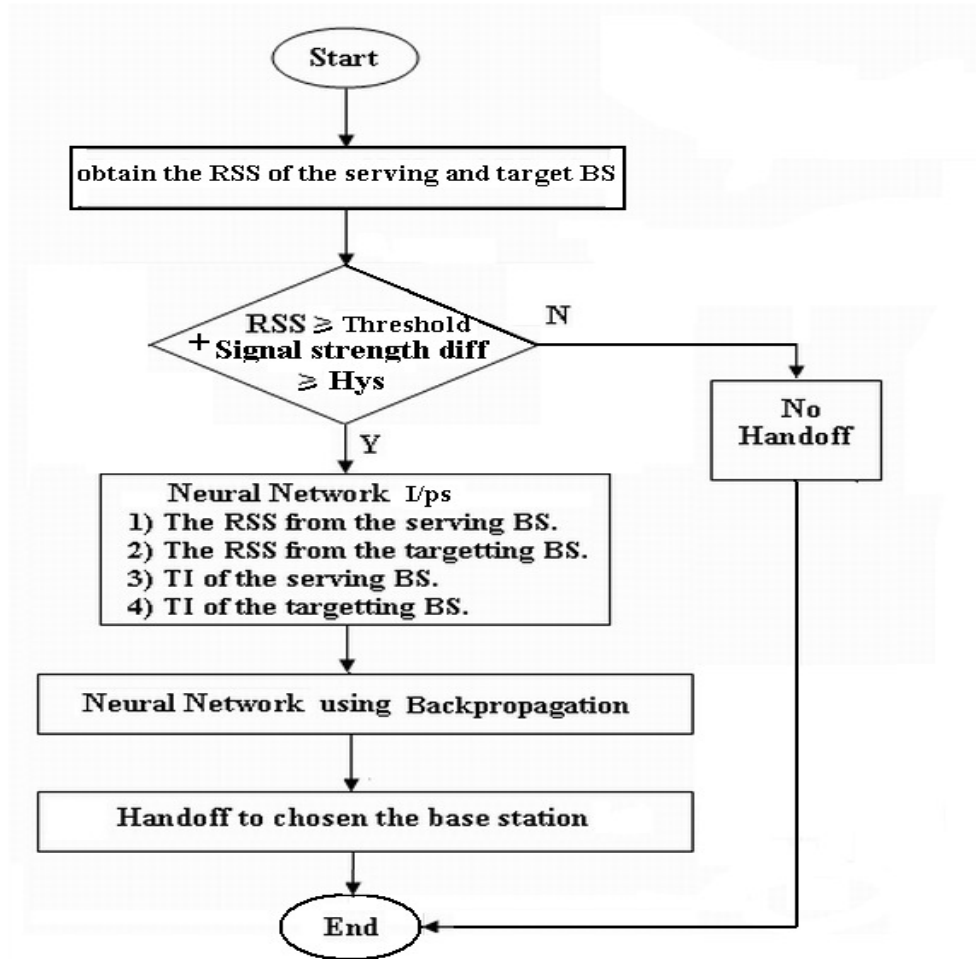 Start
obtain the RSS of the serving and target BS
RSS ⩾ Threshold
+ Signal strength diff
⩾ Hys
N
No
Handoff
Y
Neural Network I/ps
1) The RSS from the serving BS.
2) The RSS from the targetting BS.
3) TI of the serving BS.
4) TI of the targetting BS.
Neural Network using Backpropagation
Handoff to chosen the base station
End